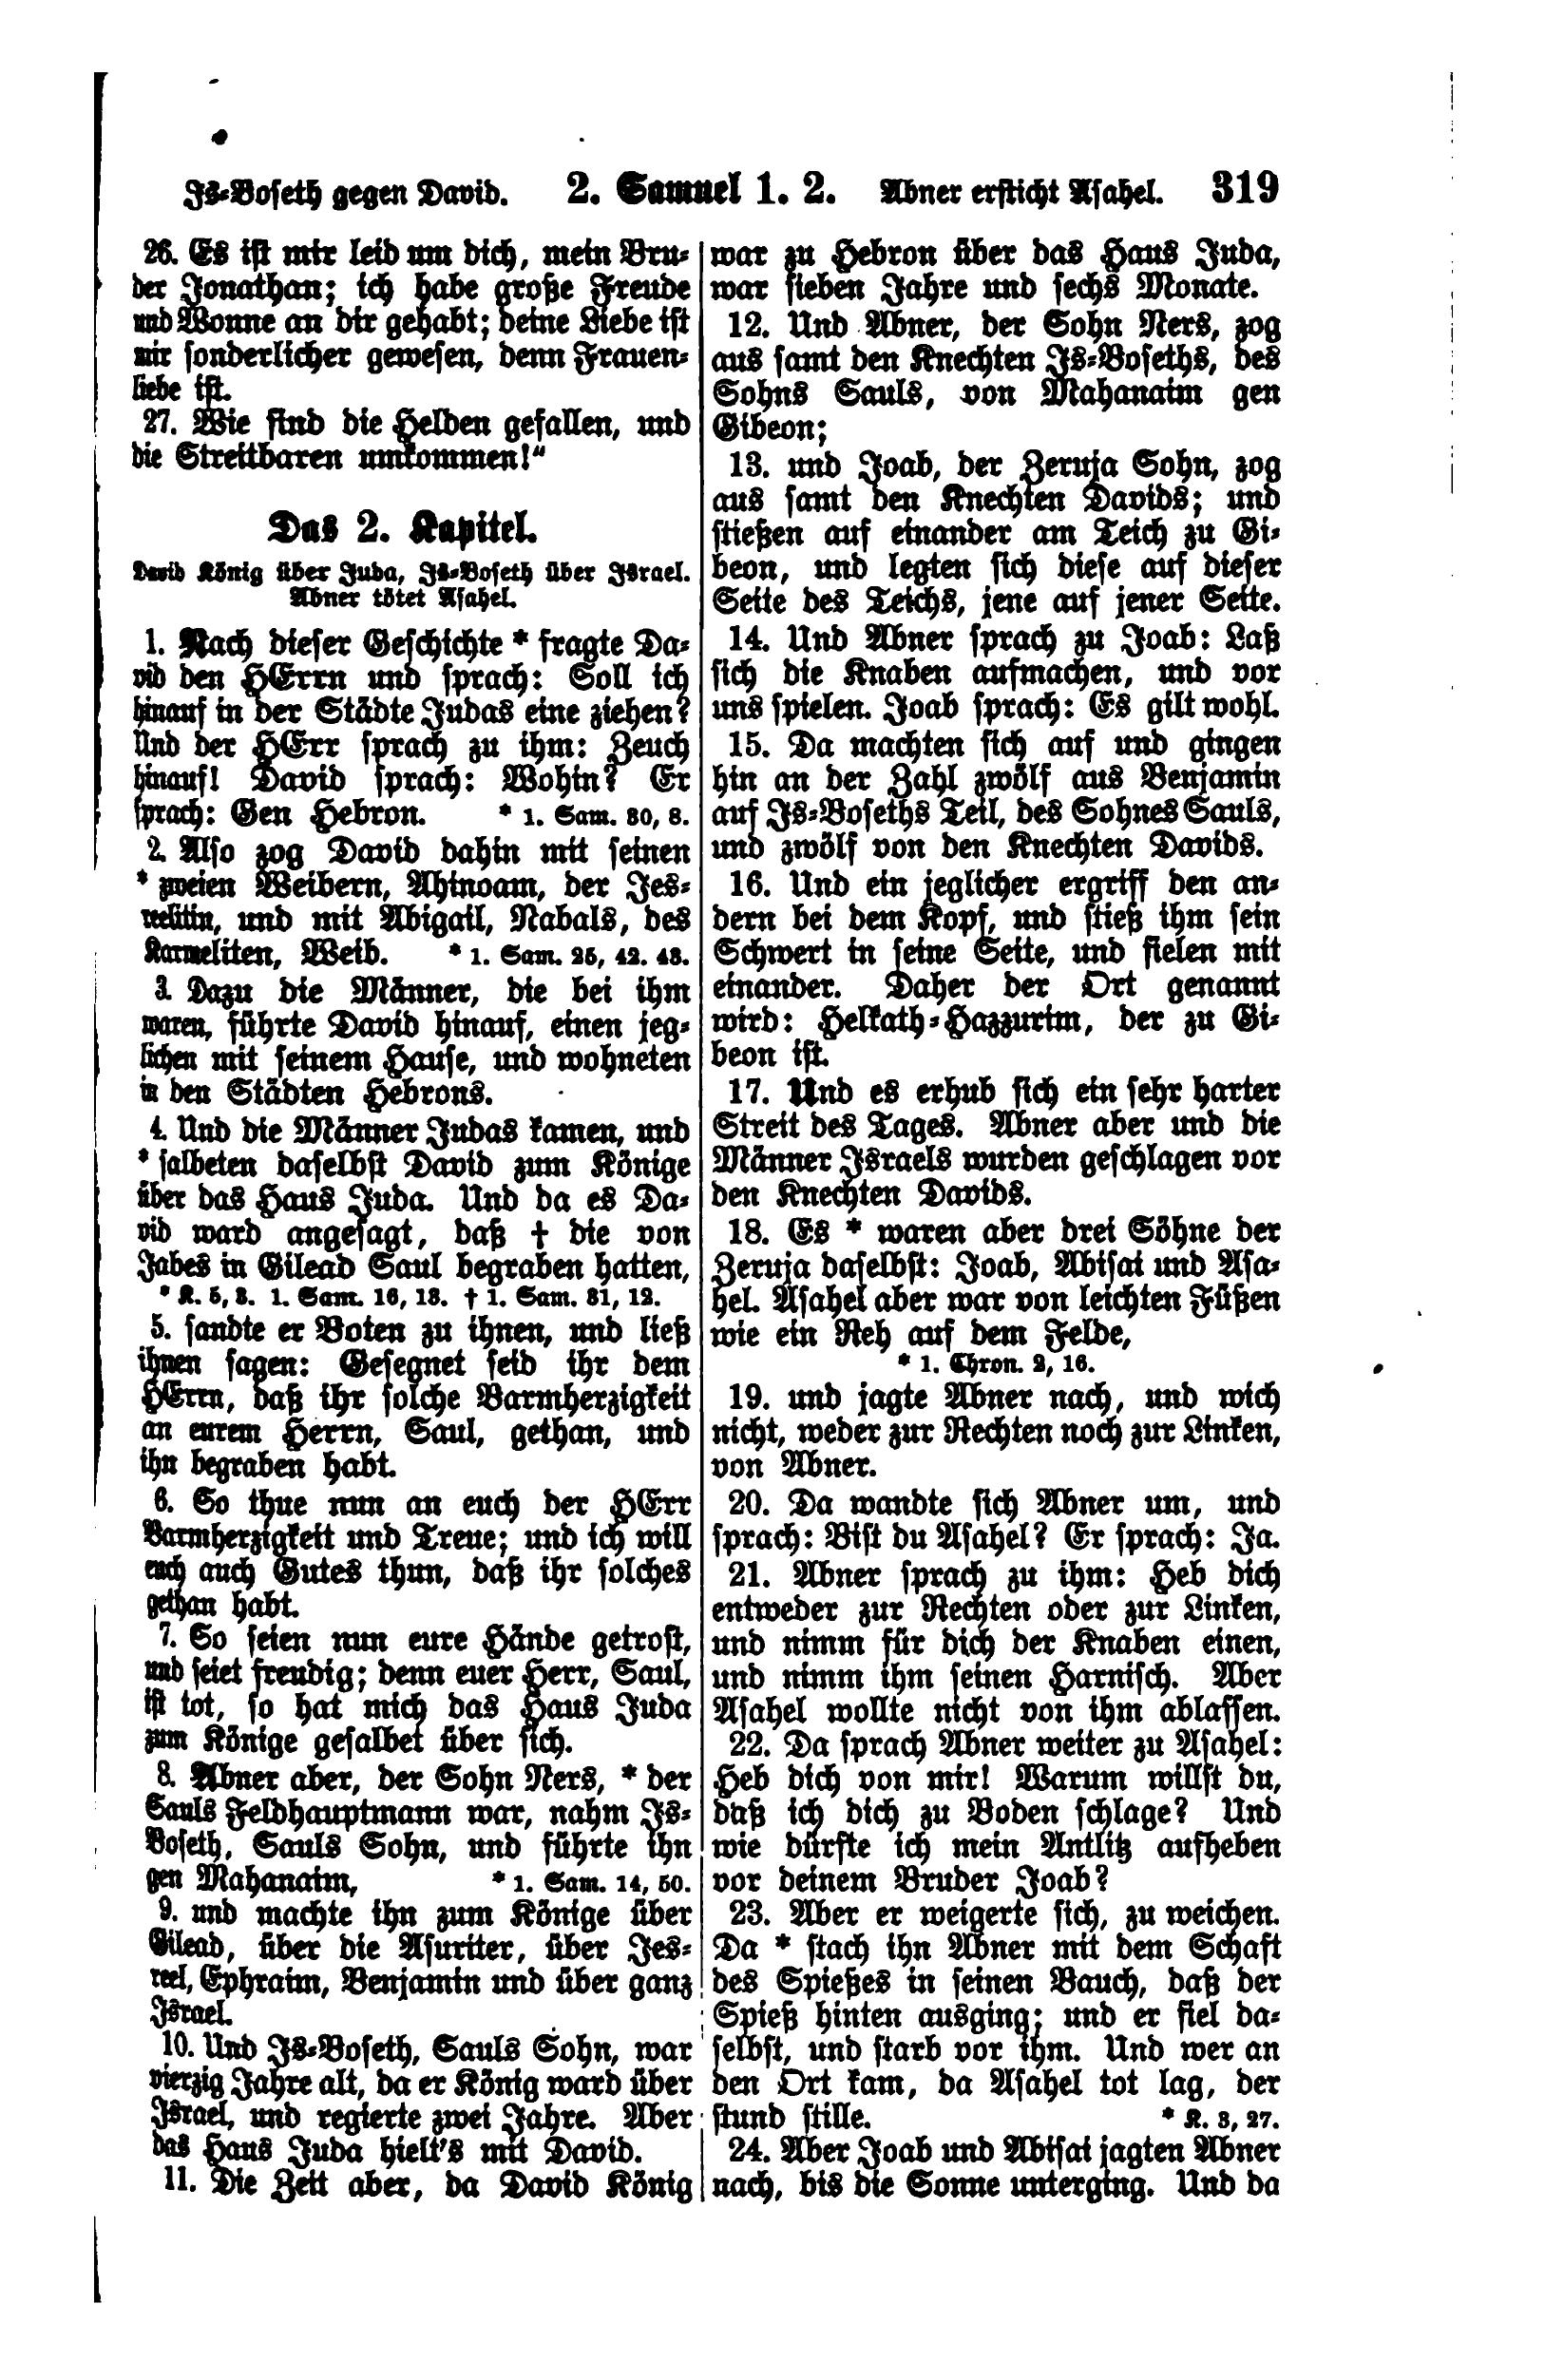 Is-Boseth gegen David. 2. Samuel 1. 2. Abner ersticht Asahel. 319
26. Es ist mir leid um dich, mein Bru-
der Jonathan; ich habe große Freude
und Wonne an dir gehabt; deine Liebe ist
mir sonderlicher gewesen, denn Frauen-
liebe ist.
27. Wie sind die Helden gefallen, und
die Streitbaren umkommen!“
Das 2. Kapitel.
David König über Juda, Is-Boseth über Israel.
Abner tötet Asahel.
1. Nach dieser Geschichte * fragte Da-
vid den HErrn und sprach: Soll ich
hinauf in der Städte Judas eine ziehen?
Und der HErr sprach zu ihm: Zeuch
hinauf! David sprach: Wohin? Er
sprach: Gen Hebron. * 1. Sam. 30, 8.
2. Also zog David dahin mit seinen
* zweien Weibern, Ahinoam, der Jes-
reelitin, und mit Abigail, Nabals, des
Karmeliten, Weib. * 1. Sam. 25, 42. 43.
3. Dazu die Männer, die bei ihm
waren, führte David hinauf, einen jeg-
lichen mit seinem Hause, und wohneten
in den Städten Hebrons.
4. Und die Männer Judas kamen, und
* salbeten daselbst David zum Könige
über das Haus Juda. Und da es Da-
vid ward angesagt, daß † die von
Jabes in Gilead Saul begraben hatten,
* K. 5, 3. 1. Sam. 16, 13. † 1. Sam. 31, 12.
5. sandte er Boten zu ihnen, und ließ
ihnen sagen: Gesegnet seid ihr dem
HErrn, daß ihr solche Barmherzigkeit
an eurem Herrn, Saul, gethan, und
ihn begraben habt.
6. So thue nun an euch der HErr
Barmherzigkeit und Treue; und ich will
euch auch Gutes thun, daß ihr solches
gethan habt.
7. So seien nun eure Hände getrost,
und seiet freudig; denn euer Herr, Saul,
ist tot, so hat mich das Haus Juda
zum Könige gesalbet über sich.
8. Abner aber, der Sohn Ners, * der
Sauls Feldhauptmann war, nahm Is-
Boseth, Sauls Sohn, und führte ihn
gen Mahanaim, * 1. Sam. 14, 50.
9. und machte ihn zum Könige über
Gilead, über die Asuriter, über Jes-
reel, Ephraim, Benjamin und über ganz
Israel.
10. Und Is-Boseth, Sauls Sohn, war
vierzig Jahre alt, da er König ward über
Israel, und regierte zwei Jahre. Aber
das Haus Juda hielt's mit David.
11. Die Zeit aber, da David König
war zu Hebron über das Haus Juda,
war sieben Jahre und sechs Monate.
12. Und Abner, der Sohn Ners, zog
aus samt den Knechten Is-Boseths, des
Sohns Sauls, von Mahanaim gen
Gibeon;
13. und Joab, der Zeruja Sohn, zog
aus samt den Knechten Davids; und
stießen auf einander am Teich zu Gi-
beon, und legten sich diese auf dieser
Seite des Teichs, jene auf jener Seite.
14. Und Abner sprach zu Joab: Laß
sich die Knaben aufmachen, und vor
uns spielen. Joab sprach: Es gilt wohl.
15. Da machten sich auf und gingen
hin an der Zahl zwölf aus Benjamin
auf Is-Boseths Teil, des Sohnes Sauls,
und zwölf von den Knechten Davids.
16. Und ein jeglicher ergriff den an-
dern bei dem Kopf, und stieß ihm sein
Schwert in seine Seite, und fielen mit
einander. Daher der Ort genannt
wird: Helkath-Hazzurim, der zu Gi-
beon ist.
17. Und es erhub sich ein sehr harter
Streit des Tages. Abner aber und die
Männer Israels wurden geschlagen vor
den Knechten Davids.
18. Es * waren aber drei Söhne der
Zeruja daselbst: Joab, Abisai und Asa-
hel. Asahel aber war von leichten Füßen
wie ein Reh auf dem Felde,
* 1. Chron. 2, 16.
19. und jagte Abner nach, und wich
nicht, weder zur Rechten noch zur Linken,
von Abner.
20. Da wandte sich Abner um, und
sprach: Bist du Asahel? Er sprach: Ja.
21. Abner sprach zu ihm: Heb dich
entweder zur Rechten oder zur Linken,
und nimm für dich der Knaben einen,
und nimm ihm seinen Harnisch. Aber
Asahel wollte nicht von ihm ablassen.
22. Da sprach Abner weiter zu Asahel:
Heb dich von mir! Warum willst du,
daß ich dich zu Boden schlage? Und
wie dürfte ich mein Antlitz aufheben
vor deinem Bruder Joab?
23. Aber er weigerte sich, zu weichen.
Da * stach ihn Abner mit dem Schaft
des Spießes in seinen Bauch, daß der
Spieß hinten ausging; und er fiel da-
selbst, und starb vor ihm. Und wer an
den Ort kam, da Asahel tot lag, der
stund stille. * K. 3, 27.
24. Aber Joab und Abisai jagten Abner
nach, bis die Sonne unterging. Und da